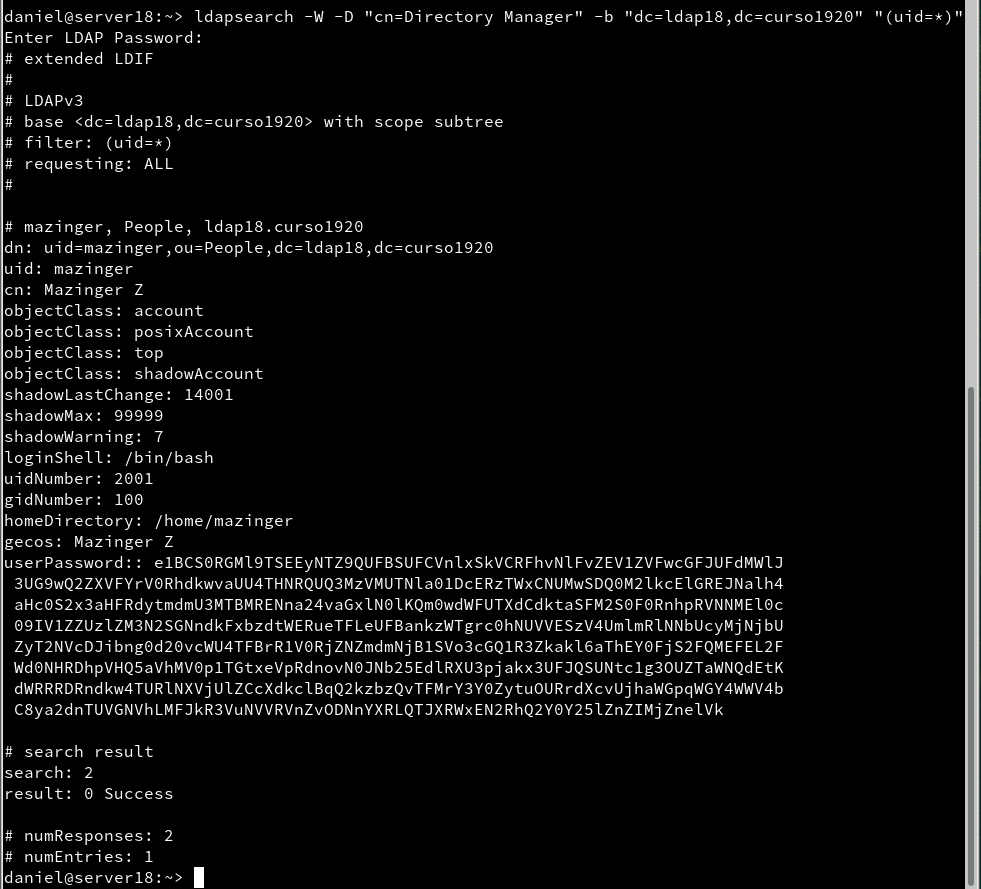 daniel@server18:~> ldapsearch -W -D "cn=Directory Manager" -b "dc=ldap18,dc=curso1920" "(uid=*)"
Enter LDAP Password:
# extended LDIF
#
# LDAPv3
# base <dc=ldap18,dc=curso1920> with scope subtree
# filter: (uid=*)
# requesting: ALL
#
# mazinger, People, ldap18.curso1920
dn: uid=mazinger,ou=People,dc=ldap18,dc=curso1920
uid: mazinger
cn: Mazinger Z
objectClass: account
objectClass: posixAccount
objectClass: top
objectClass: shadowAccount
shadowLastChange: 14001
shadowMax: 99999
shadowWarning: 7
loginShell: /bin/bash
uidNumber: 2001
gidNumber: 100
homeDirectory: /home/mazinger
gecos: Mazinger Z
userPassword:: e1BCS0RGMl9TSEEyNTZ9QUFBSUFCVnlxSkVCRFhvNlFvZEV1ZVFwcGFJUFdMWlJ
3UG9wQ2ZXVFYrV0RhdkwvaUU4THNRQUQ3MzVMUTNla01DcERzTWxCNUMwSDQ0M2lkcElGREJNalh4
aHc0S2x3aHFRdytmdmU3MTBMRENna24vaGxlN0lKQm0wdWFUTXdCdktaSFM2S0F0RnhpRVNNMEl0c
09IV1ZZUzlZM3N2SGNndkFxbzdtWERueTFLeUFBankzWTgrc0hNUVVESzV4UmlmRlNNbUcyMjNjbU
ZyT2NVcDJibng0d20vcWU4TFBrR1V0RjZNZmdmNjB1SVo3cGQ1R3Zkakl6aThEY0FjS2FQMEFEL2F
Wd0NHRDhpVHQ5aVhMV0p1TGtxeVpRdnovN0JNb25EdlRXU3pjakx3UFJQSUNtc1g3OUZTaWNQdEtK
dWRRRDRndkw4TURlNXVjUlZCcXdkclBqQ2kzbzQvTFMrY3Y0ZytuOURrdXcvUjhaWGpqWGY4WWV4b
C8ya2dnTUVGNVhLMFJkR3VuNVVRVnZvODNnYXRLQTJXRWxEN2RhQ2Y0Y25lZnZIMjZnelVk
# search result
search: 2
result: 0 Success
# numResponses: 2
# numEntries: 1
daniel@server18:~>